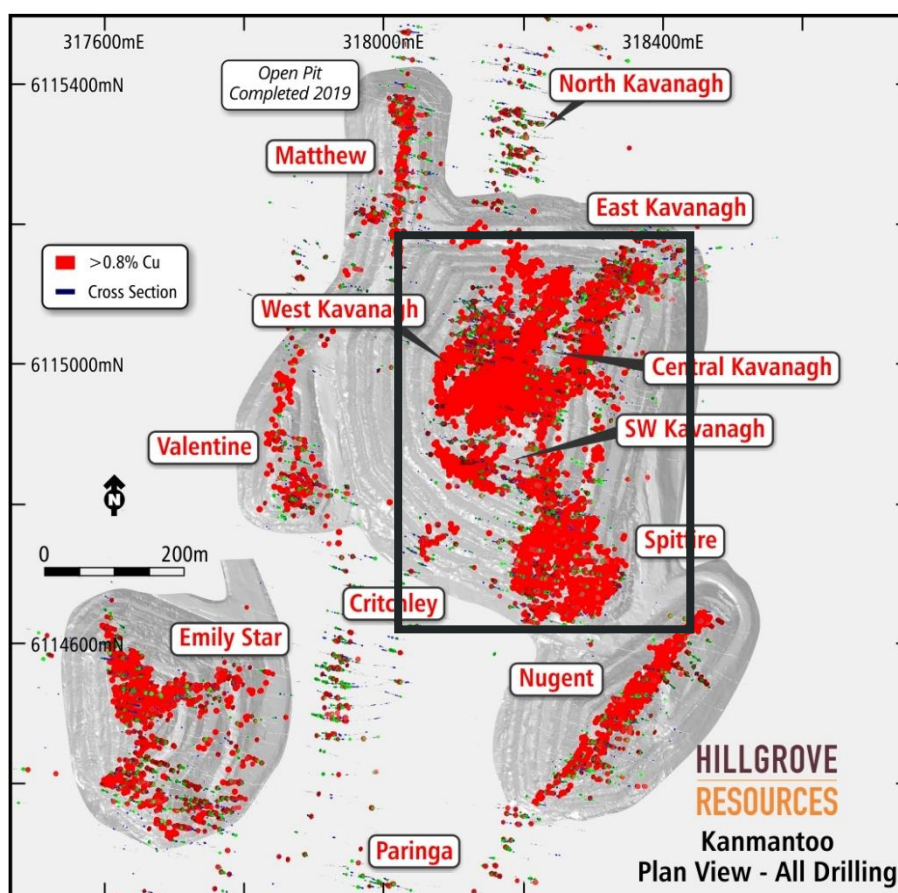 317600mE
318000mE
318400mE
6115400mN
Open Pit
Completed 2019
North Kavanagh
Matthew
East Kavanagh
>0.8% Cu
Cross Section
West Kavanagh
6115000mN
Central Kavanagh
SW Kavanagh
Valentine
N
0 200m
Spitfire
Critchley
6114600mN
Emily Star
Nugent
HILLGROVE
RESOURCES
Kanmantoo
Plan View - All Drilling
Paringa